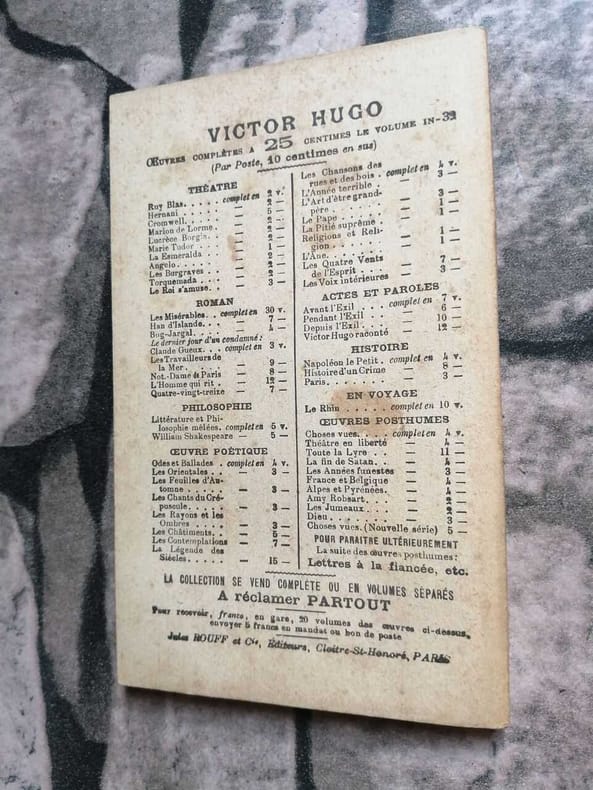 VICTOR HUGO
ŒUVRES COMPLÈTES A 25 CENTIMES LE VOLUME IN-32
(Par Poste, 10 centimes en sus)
THÉATRE
Ruy Blas. . . . . complet en 2 v.
Hernani . . . . . — 2 —
Cromwell. . . . . — 5 —
Marion de Lorme. — 2 —
Lucrèce Borgia. . — 2 —
Marie Tudor . . . — 1 —
La Esmeralda . . — 2 —
Angelo. . . . . . — 2 —
Les Burgraves . . — 2 —
Torquemada. . . . — 3 —
Le Roi s'amuse. .
ROMAN
Les Misérables. . complet en 30 v.
Han d'Islande. . . — 7 —
Bug-Jargal. . . . — 4 —
Le dernier jour d'un condamné:
Claude Gueux. . . complet en 3 v.
Les Travailleurs de
la Mer. . . . . — 9 —
Not.-Dame de Paris — 8 —
L'Homme qui rit . — 12 —
Quatre-vingt-treize — 7 —
PHILOSOPHIE
Littérature et Phi-
losophie mêlées. complet en 5 v.
William Shakespeare — 5 —
ŒUVRE POÉTIQUE
Odes et Ballades . complet en 4 v.
Les Orientales . . — 3 —
Les Feuilles d'Au-
tomne . . . . . — 3 —
Les Chants du Cré-
puscule. . . . . — 3 —
Les Rayons et les
Ombres . . . . — 3 —
Les Châtiments. . — 5 —
Les Contemplations — 7 —
La Légende des
Siècles. . . . . — 15 —
Les Chansons des
rues et des bois . complet en 4 v.
L'Année terrible . — 3 —
L'Art d'être grand-
père . . . . . . — 3 —
Le Pape . . . . . — 1 —
La Pitié suprême . — 1 —
Religions et Reli-
gion . . . . . . — 1 —
L'Âne. . . . . . — 1 —
Les Quatre Vents
de l'Esprit . . . — 7 —
Les Voix intérieures — 3 —
ACTES ET PAROLES
Avant l'Exil . . . complet en 7 v.
Pendant l'Exil . . — 6 —
Depuis l'Exil. . . — 10 —
Victor Hugo raconté — 12 —
HISTOIRE
Napoléon le Petit . complet en 4 v.
Histoire d'un Crime — 8 —
Paris. . . . . . . — 3 —
EN VOYAGE
Le Rhin . . . . . complet en 10 v.
ŒUVRES POSTHUMES
Choses vues. . . . complet en 4 v.
Théâtre en liberté — 4 —
Toute la Lyre . . — 11 —
La fin de Satan. . — 4 —
Les Années funestes — 3 —
France et Belgique — 4 —
Alpes et Pyrénées. — 4 —
Amy Robsart. . . . — 2 —
Les Jumeaux. . . . — 2 —
Dieu. . . . . . . — 3 —
Choses vues. (Nouvelle série) 5 —
POUR PARAITRE ULTÉRIEUREMENT
La suite des œuvres posthumes:
Lettres à la fiancée, etc.
LA COLLECTION SE VEND COMPLÈTE OU EN VOLUMES SÉPARÉS
A réclamer PARTOUT
Pour recevoir, franco, en gare, 20 volumes des œuvres ci-dessus,
envoyer 5 francs en mandat ou bon de poste
Jules ROUFF et Cie, Éditeurs, Cloître-St-Honoré, PARIS